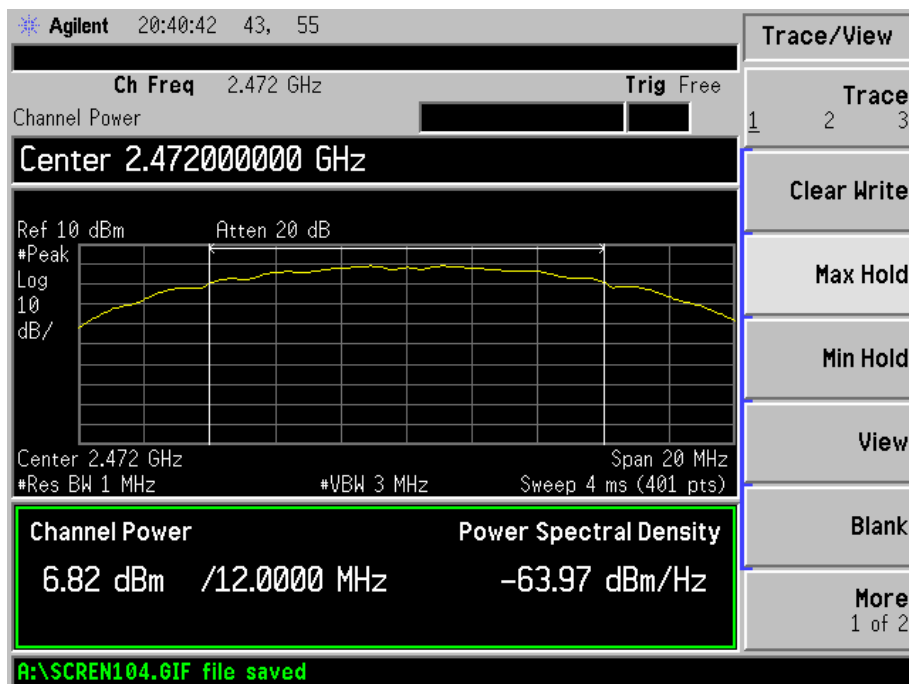 Agilent 20:40:42 43, 55
Trace/View
Ch Freq 2.472 GHz Trig Free
Channel Power
Trace
1 2 3
Center 2.472000000 GHz
Clear Write
Ref 10 dBm Atten 20 dB
#Peak
Log
10
dB/
Max Hold
Min Hold
Center 2.472 GHz Span 20 MHz
#Res BW 1 MHz #VBW 3 MHz Sweep 4 ms (401 pts)
View
Channel Power Power Spectral Density
6.82 dBm /12.0000 MHz -63.97 dBm/Hz
Blank
More
1 of 2
A:\SCREN104.GIF file saved